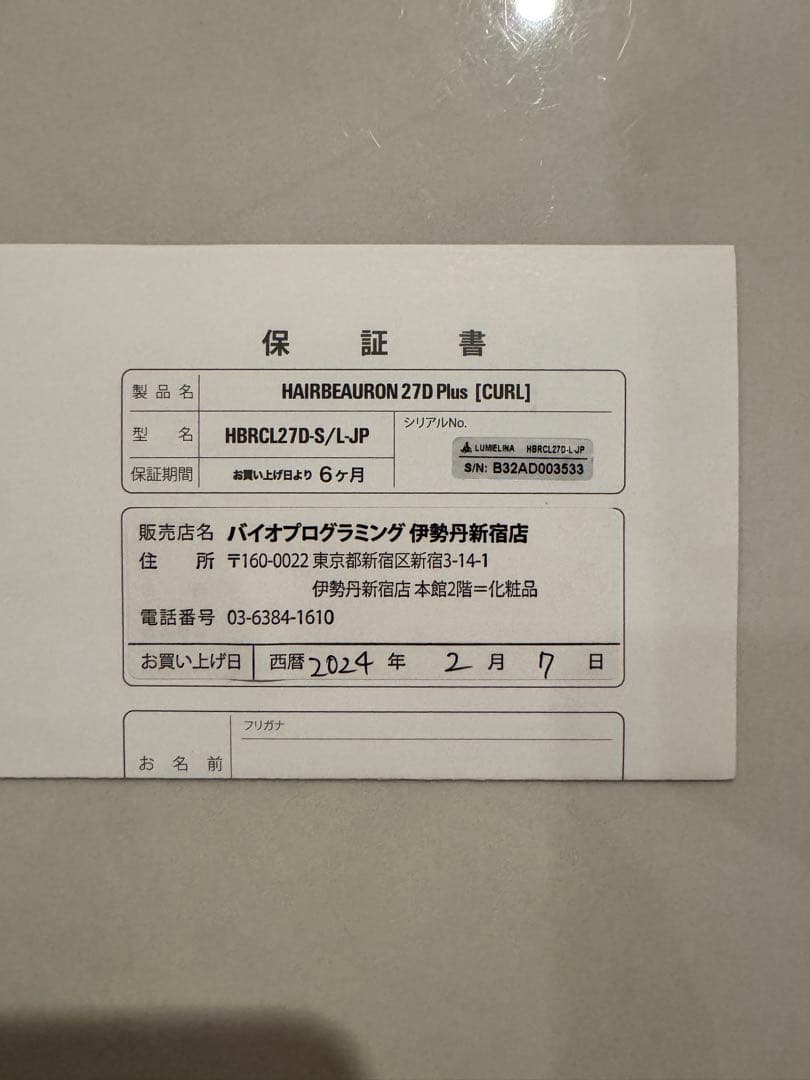 保証書
製品名 HAIRBEAURON 27D Plus [CURL]
型名 HBRCL27D-S/L-JP
シリアルNo.
LUMIELINA HBRCL27D-L-JP
S/N: B32AD003533
保証期間 お買い上げ日より 6ヶ月
販売店名 バイオプログラミング 伊勢丹新宿店
住所 〒160-0022 東京都新宿区新宿3-14-1
伊勢丹新宿店 本館2階=化粧品
電話番号 03-6384-1610
お買い上げ日 西暦2024年 2月 7日
フリガナ
お名前